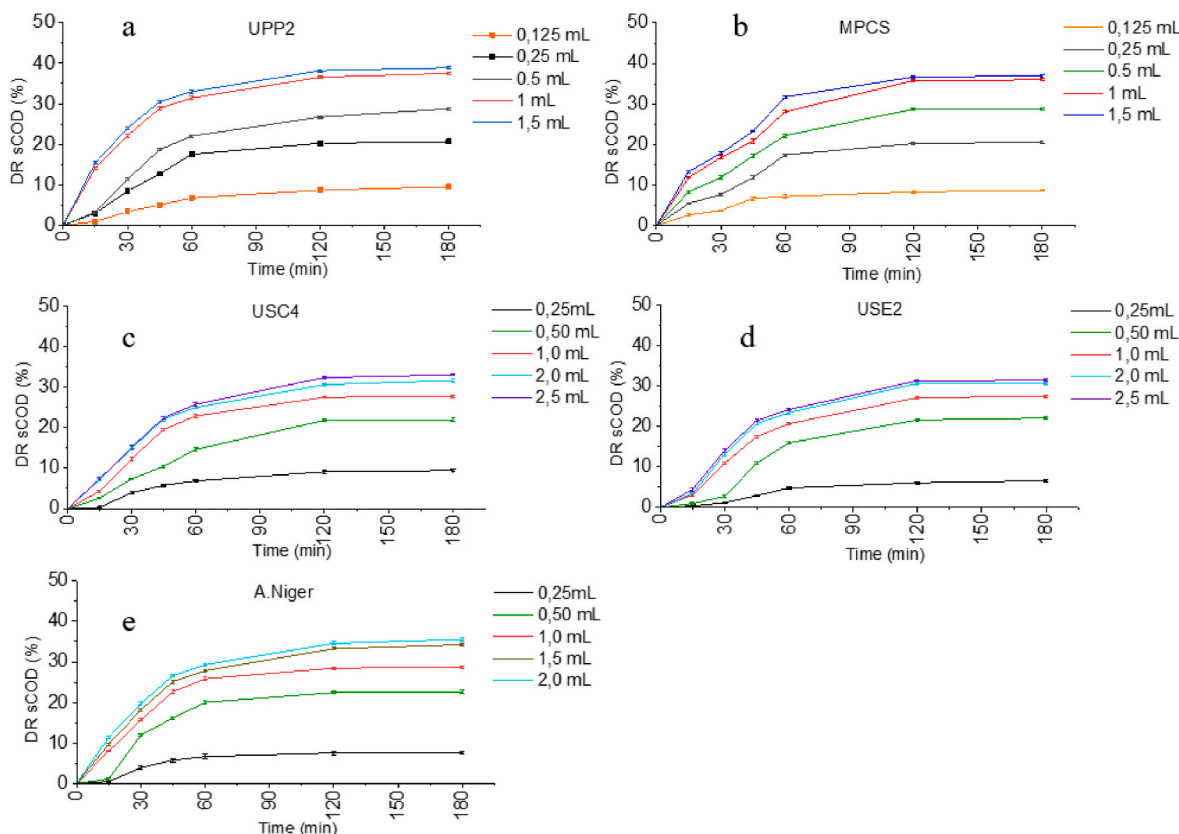 a
UPP2
50
40
30
20
10
0
DR sCOD (%)
0
30
60
90
120
150
180
Time (min)
0,125 mL
0,25 mL
0.5 mL
1 mL
1,5 mL
b
MPCS
50
40
30
20
10
0
DR sCOD (%)
0
30
60
90
120
150
180
Time (min)
0,125 mL
0,25 mL
0.5 mL
1 mL
1,5 mL
c
USC4
50
40
30
20
10
0
DR sCOD (%)
0
30
60
90
120
150
180
Time (min)
0,25mL
0,50 mL
1,0 mL
2,0 mL
2,5 mL
d
USE2
50
40
30
20
10
0
DR sCOD (%)
0
30
60
90
120
150
180
Time (min)
0,25mL
0,50 mL
1,0 mL
2,0 mL
2,5 mL
e
A.Niger
50
40
30
20
10
0
DR sCOD (%)
0
30
60
90
120
150
180
Time (min)
0,25mL
0,50 mL
1,0 mL
1,5 mL
2,0 mL